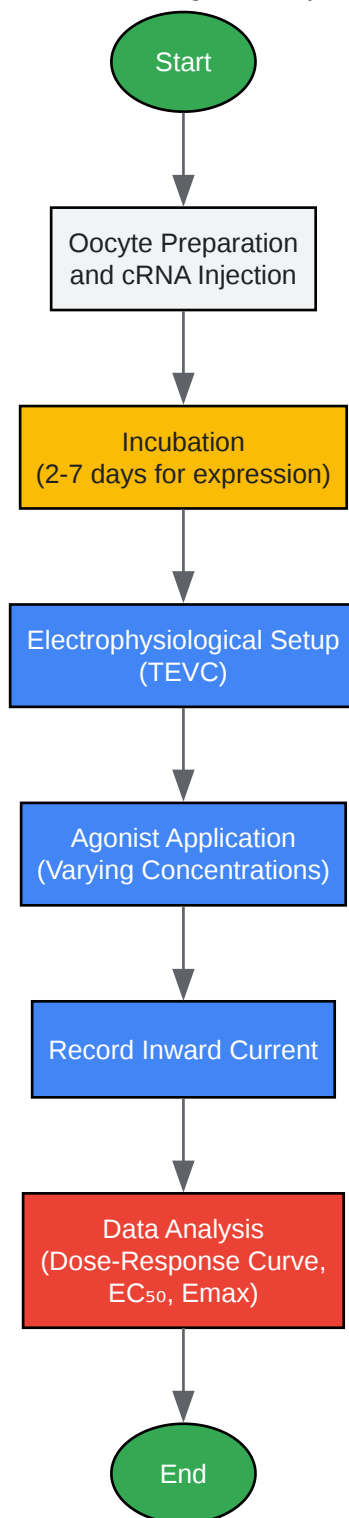 Start
Oocyte Preparation
and cRNA Injection
Incubation
(2-7 days for expression)
Electrophysiological Setup
(TEVC)
Agonist Application
(Varying Concentrations)
Record Inward Current
Data Analysis
(Dose-Response Curve,
EC₅₀, Emax)
End